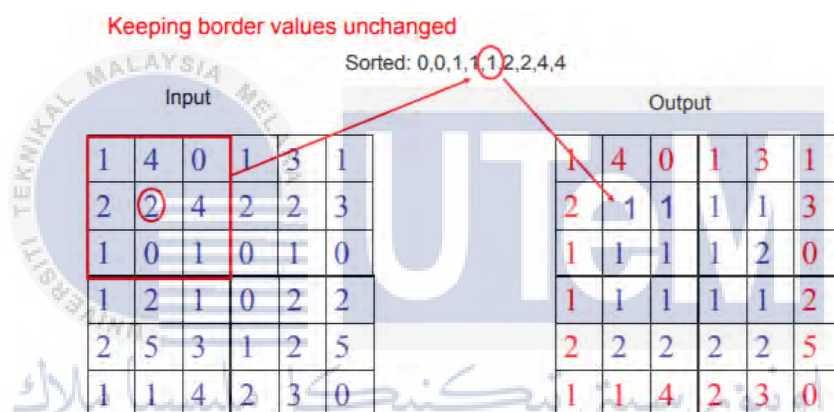 Keeping border values unchanged
Sorted: 0,0,1,1,1,2,2,4,4
Input
Output
1 4 0 1 3 1
2 2 4 2 2 3
1 0 1 0 1 0
1 2 1 0 2 2
2 5 3 1 2 5
1 1 4 2 3 0
1 4 0 1 3 1
2 1 1 1 1 3
1 1 1 1 2 0
1 1 1 1 1 2
2 2 2 2 2 5
1 1 4 2 3 0
UNIVERSITI TEKNIKAL MALAYSIA
UTeM